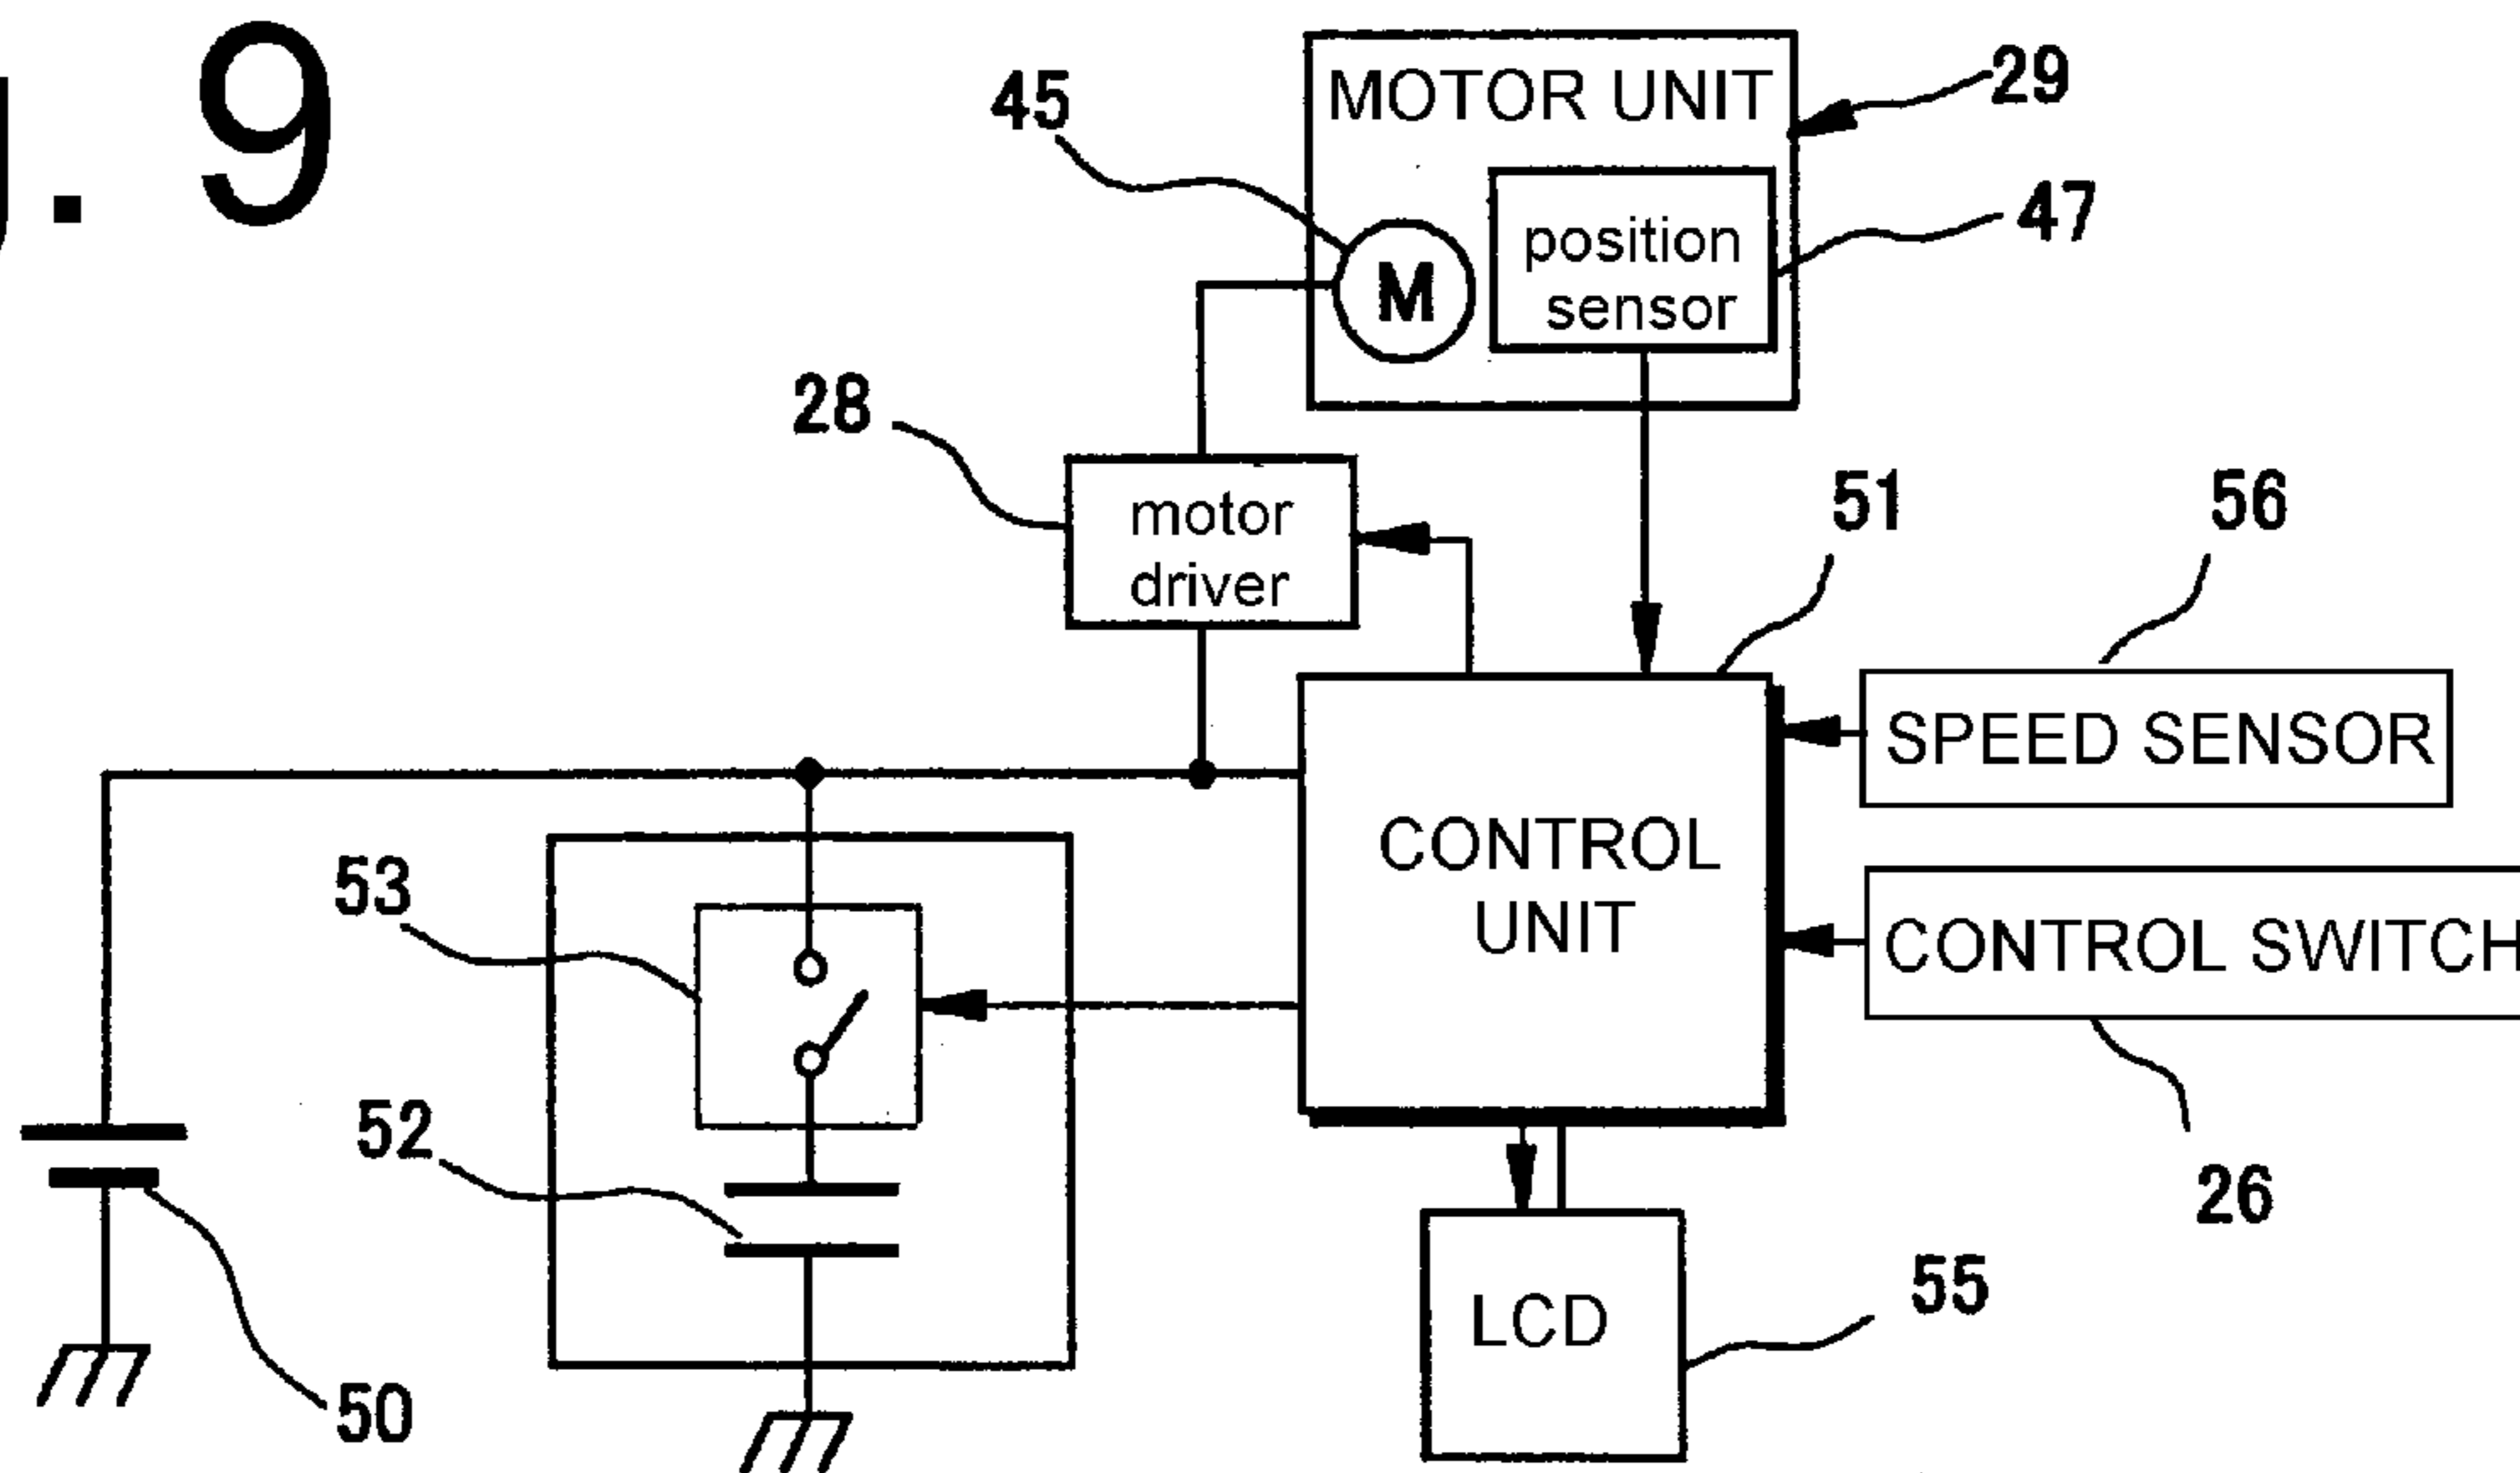 . 9
MOTOR UNIT
29
45
47
position
sensor
M
28
motor
driver
51
56
SPEED SENSOR
CONTROL
UNIT
CONTROL SWITCH
53
52
26
LCD
55
50